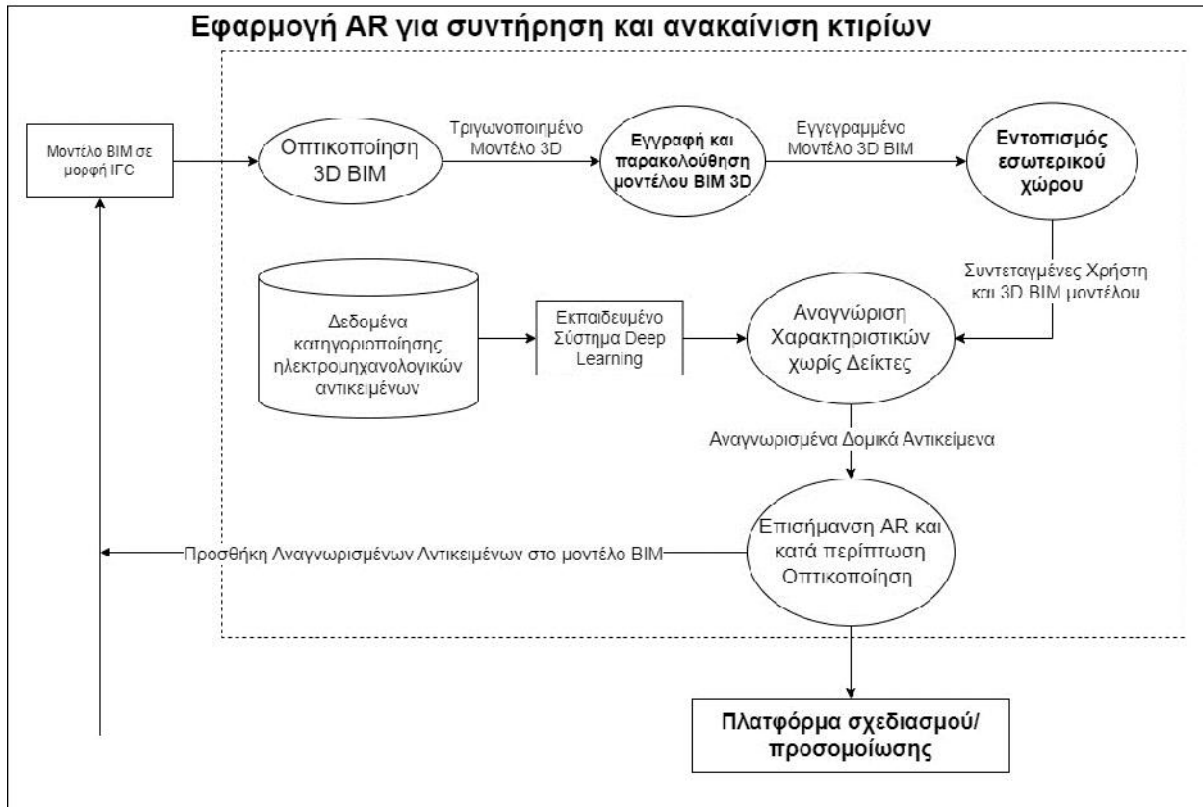 Εφαρμογή AR για συντήρηση και ανακαίνιση κτιρίων
Μοντέλο BIM σε
μορφή IFC
Οπτικοποίηση
3D BIM
Τριγωνοποιημένο
Μοντέλο 3D
Εγγραφή και
παρακολούθηση
μοντέλου BIM 3D
Εγγεγραμμένο
Μοντέλο 3D BIM
Εντοπισμός
εσωτερικού
χώρου
Συντεταγμένες Χρήστη
και 3D BIM μοντέλου
Δεδομένα
κατηγοριοποίησης
ηλεκτρομηχανολογικών
αντικειμένων
Εκπαιδευμένο
Σύστημα Deep
Learning
Αναγνώριση
Χαρακτηριστικών
χωρίς Δείκτες
Αναγνωρισμένα Δομικά Αντικείμενα
Επισήμανση AR και
κατά περίπτωση
Οπτικοποίηση
Προσθήκη Αναγνωρισμένων Αντικειμένων στο μοντέλο BIM
Πλατφόρμα σχεδιασμού/
προσομοίωσης